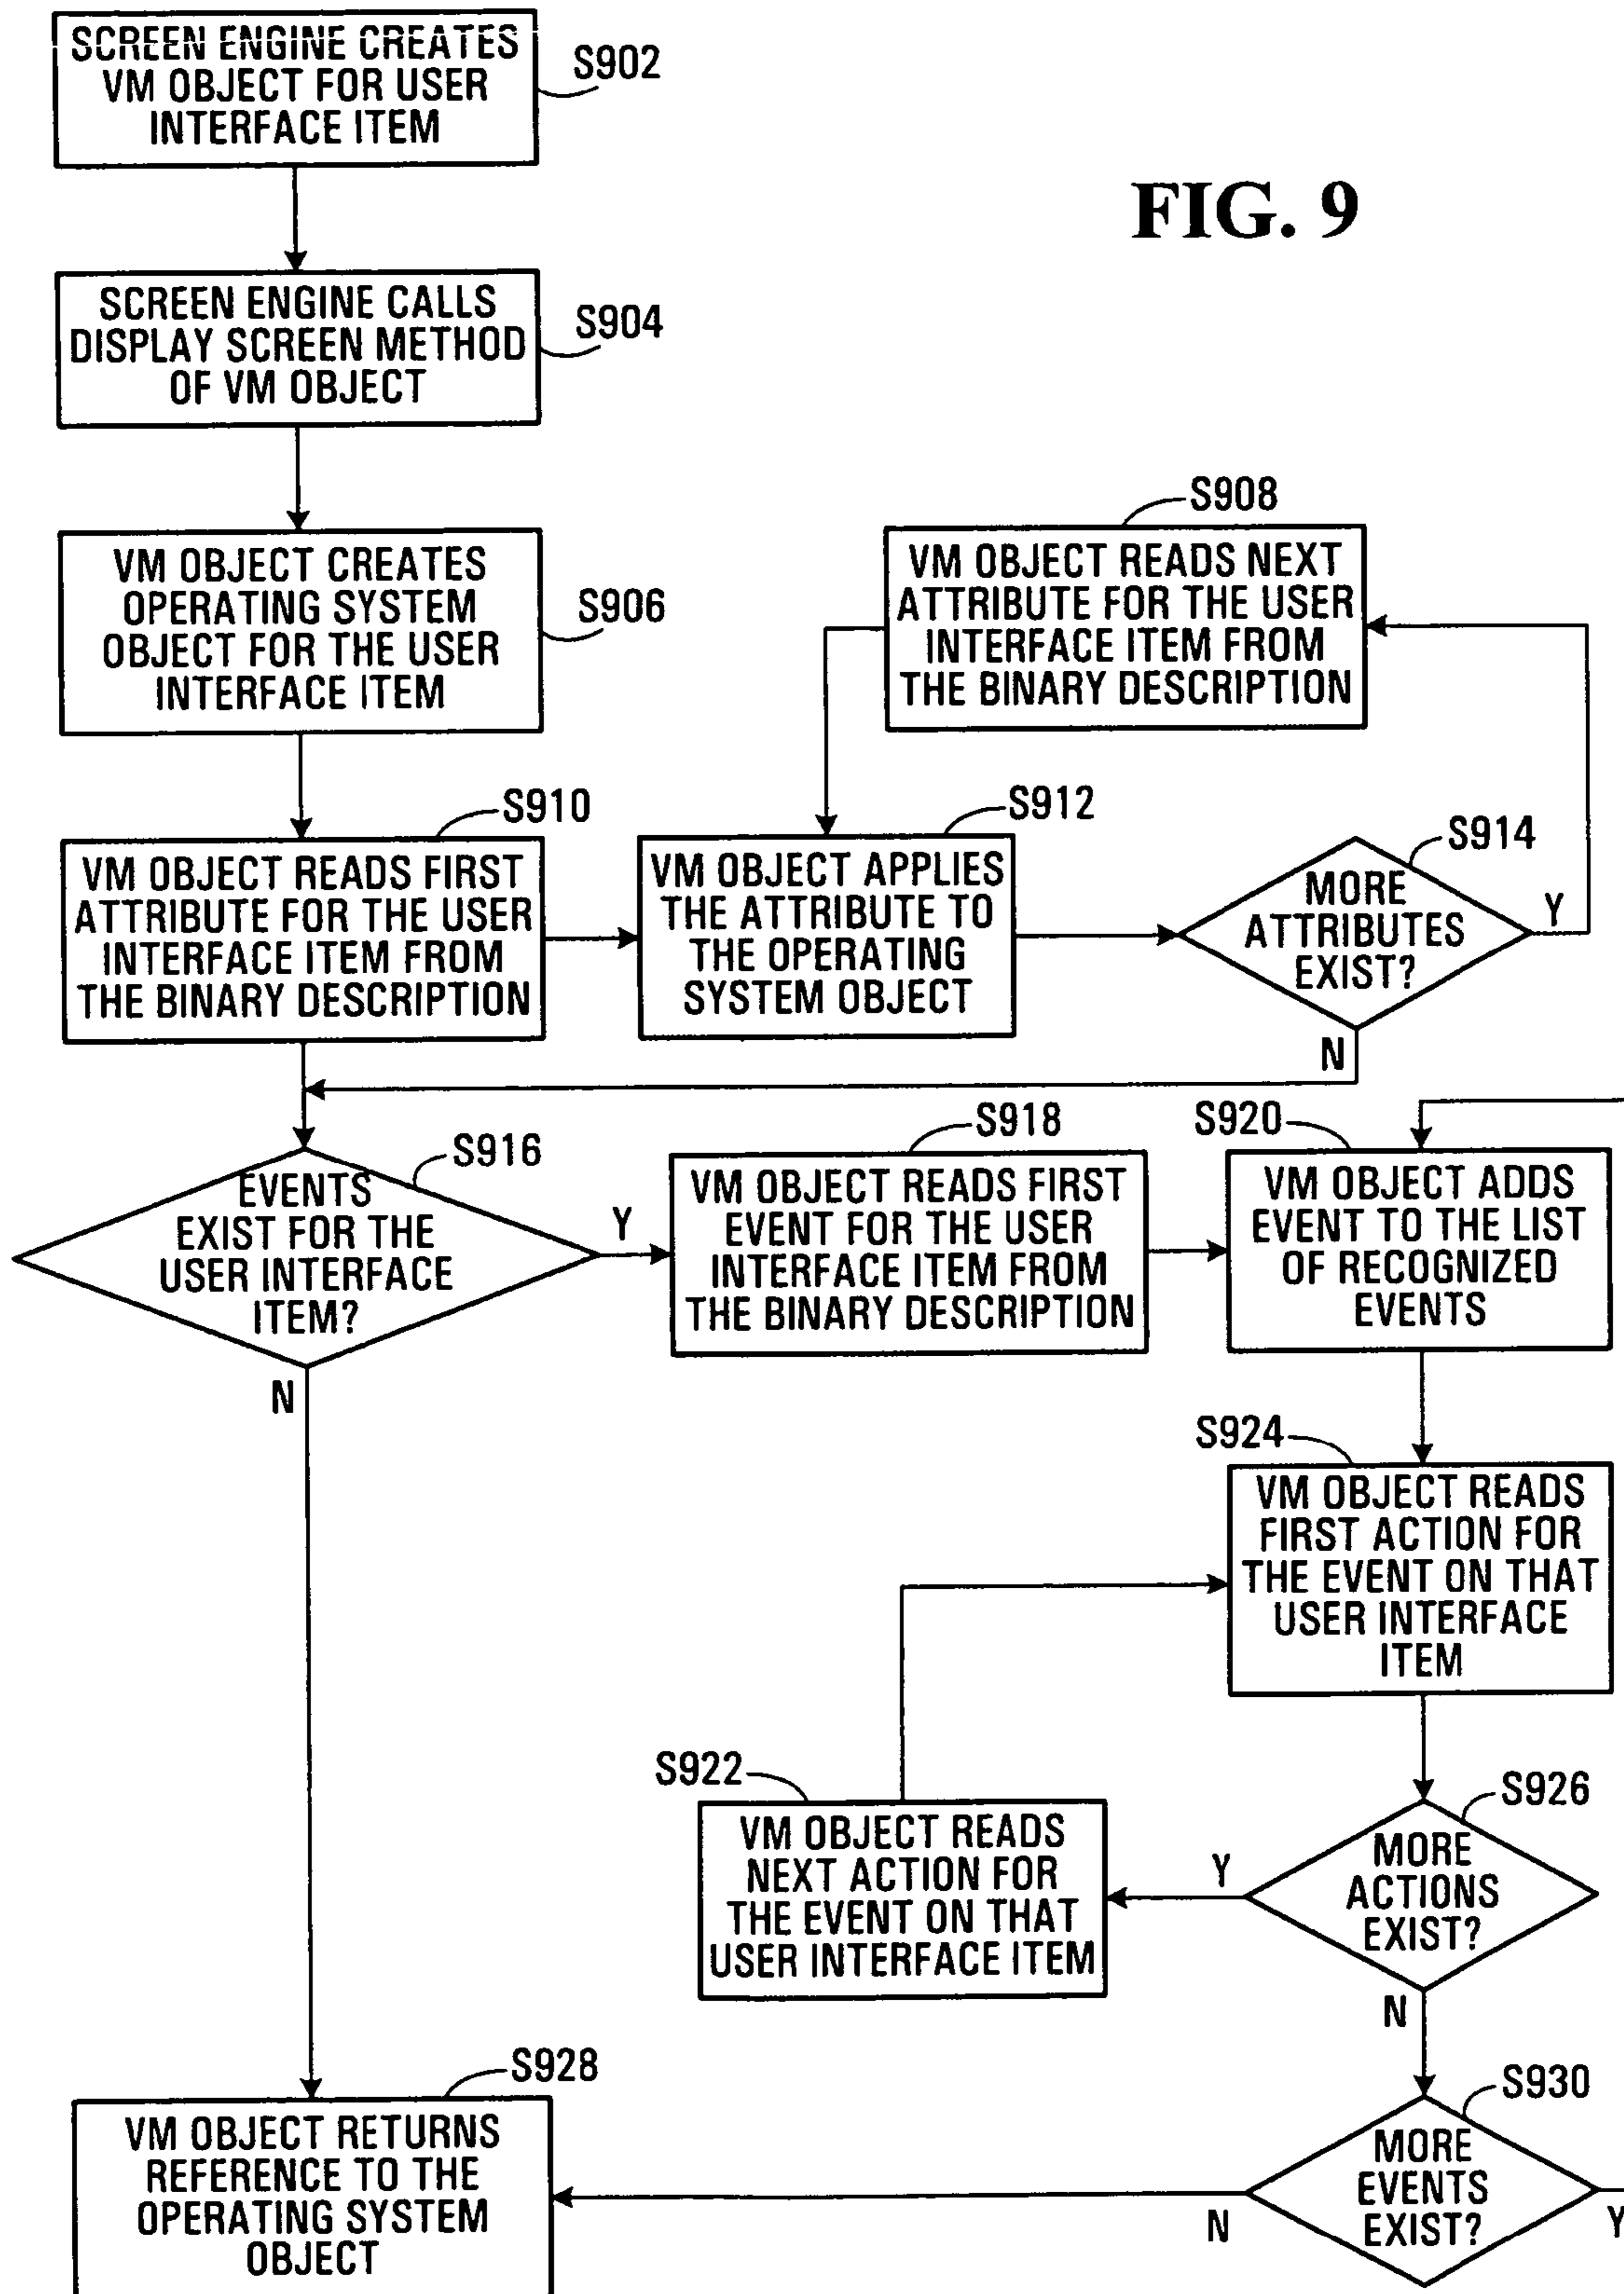 SCREEN ENGINE CREATES
VM OBJECT FOR USER
INTERFACE ITEM
S902
FIG. 9
SCREEN ENGINE CALLS
DISPLAY SCREEN METHOD
OF VM OBJECT
S904
VM OBJECT CREATES
OPERATING SYSTEM
OBJECT FOR THE USER
INTERFACE ITEM
S906
S908
VM OBJECT READS NEXT
ATTRIBUTE FOR THE USER
INTERFACE ITEM FROM
THE BINARY DESCRIPTION
S910
VM OBJECT READS FIRST
ATTRIBUTE FOR THE USER
INTERFACE ITEM FROM
THE BINARY DESCRIPTION
S912
VM OBJECT APPLIES
THE ATTRIBUTE TO
THE OPERATING
SYSTEM OBJECT
S914
MORE
ATTRIBUTES
EXIST?
Y
N
S916
EVENTS
EXIST FOR THE
USER INTERFACE
ITEM?
Y
N
S918
VM OBJECT READS FIRST
EVENT FOR THE USER
INTERFACE ITEM FROM
THE BINARY DESCRIPTION
S920
VM OBJECT ADDS
EVENT TO THE LIST
OF RECOGNIZED
EVENTS
S924
VM OBJECT READS
FIRST ACTION FOR
THE EVENT ON THAT
USER INTERFACE
ITEM
S922
VM OBJECT READS
NEXT ACTION FOR
THE EVENT ON THAT
USER INTERFACE ITEM
S926
MORE
ACTIONS
EXIST?
Y
N
S928
VM OBJECT RETURNS
REFERENCE TO THE
OPERATING SYSTEM
OBJECT
S930
MORE
EVENTS
EXIST?
N
Y